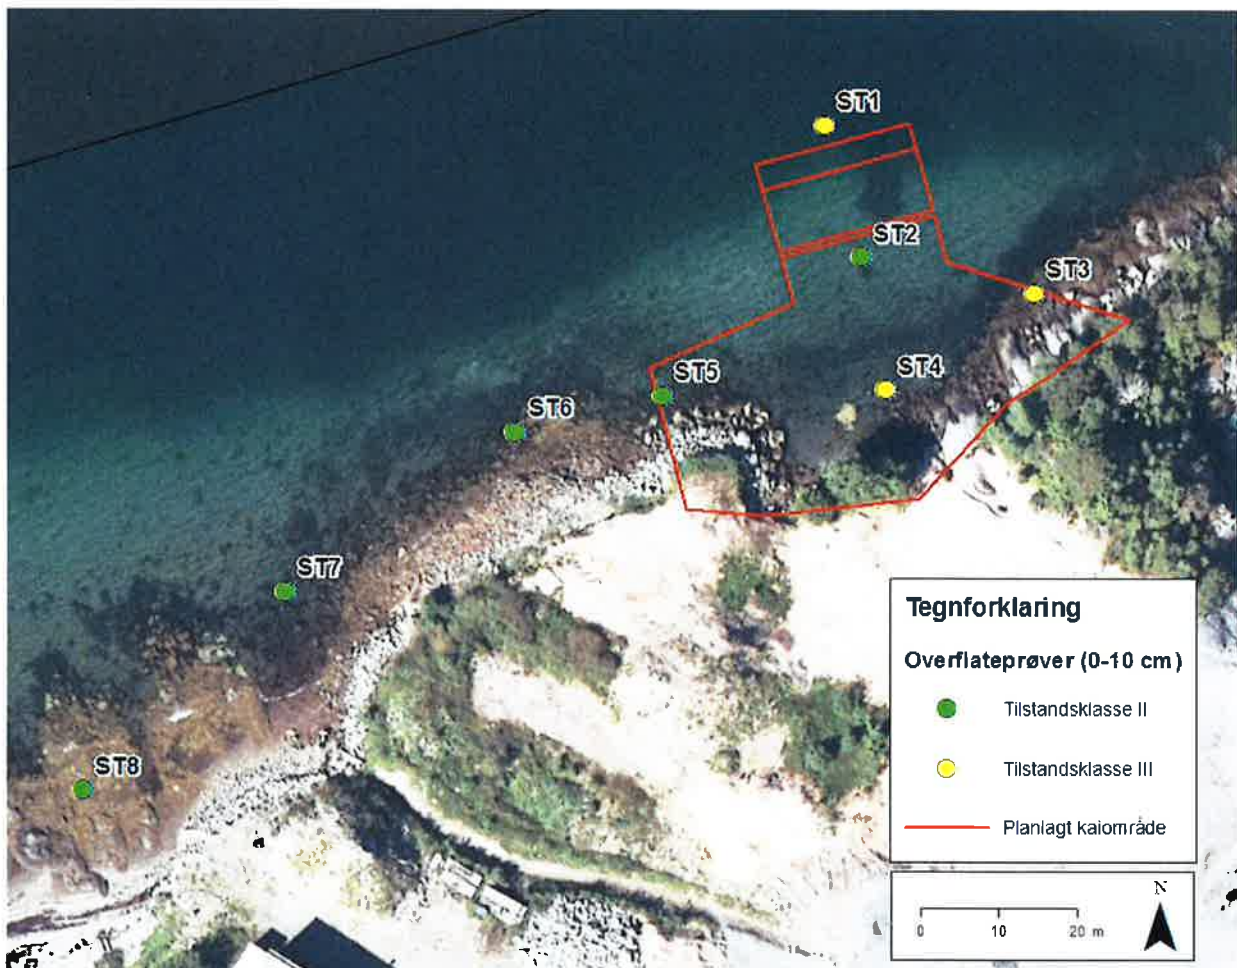 ST1
ST2
ST3
ST4
ST5
ST6
ST7
ST8
Tegnforklaring
Overflateprøver (0-10 cm)
Tilstandsklasse II
Tilstandsklasse III
Planlagt kaiområde
N
0 10 20 m